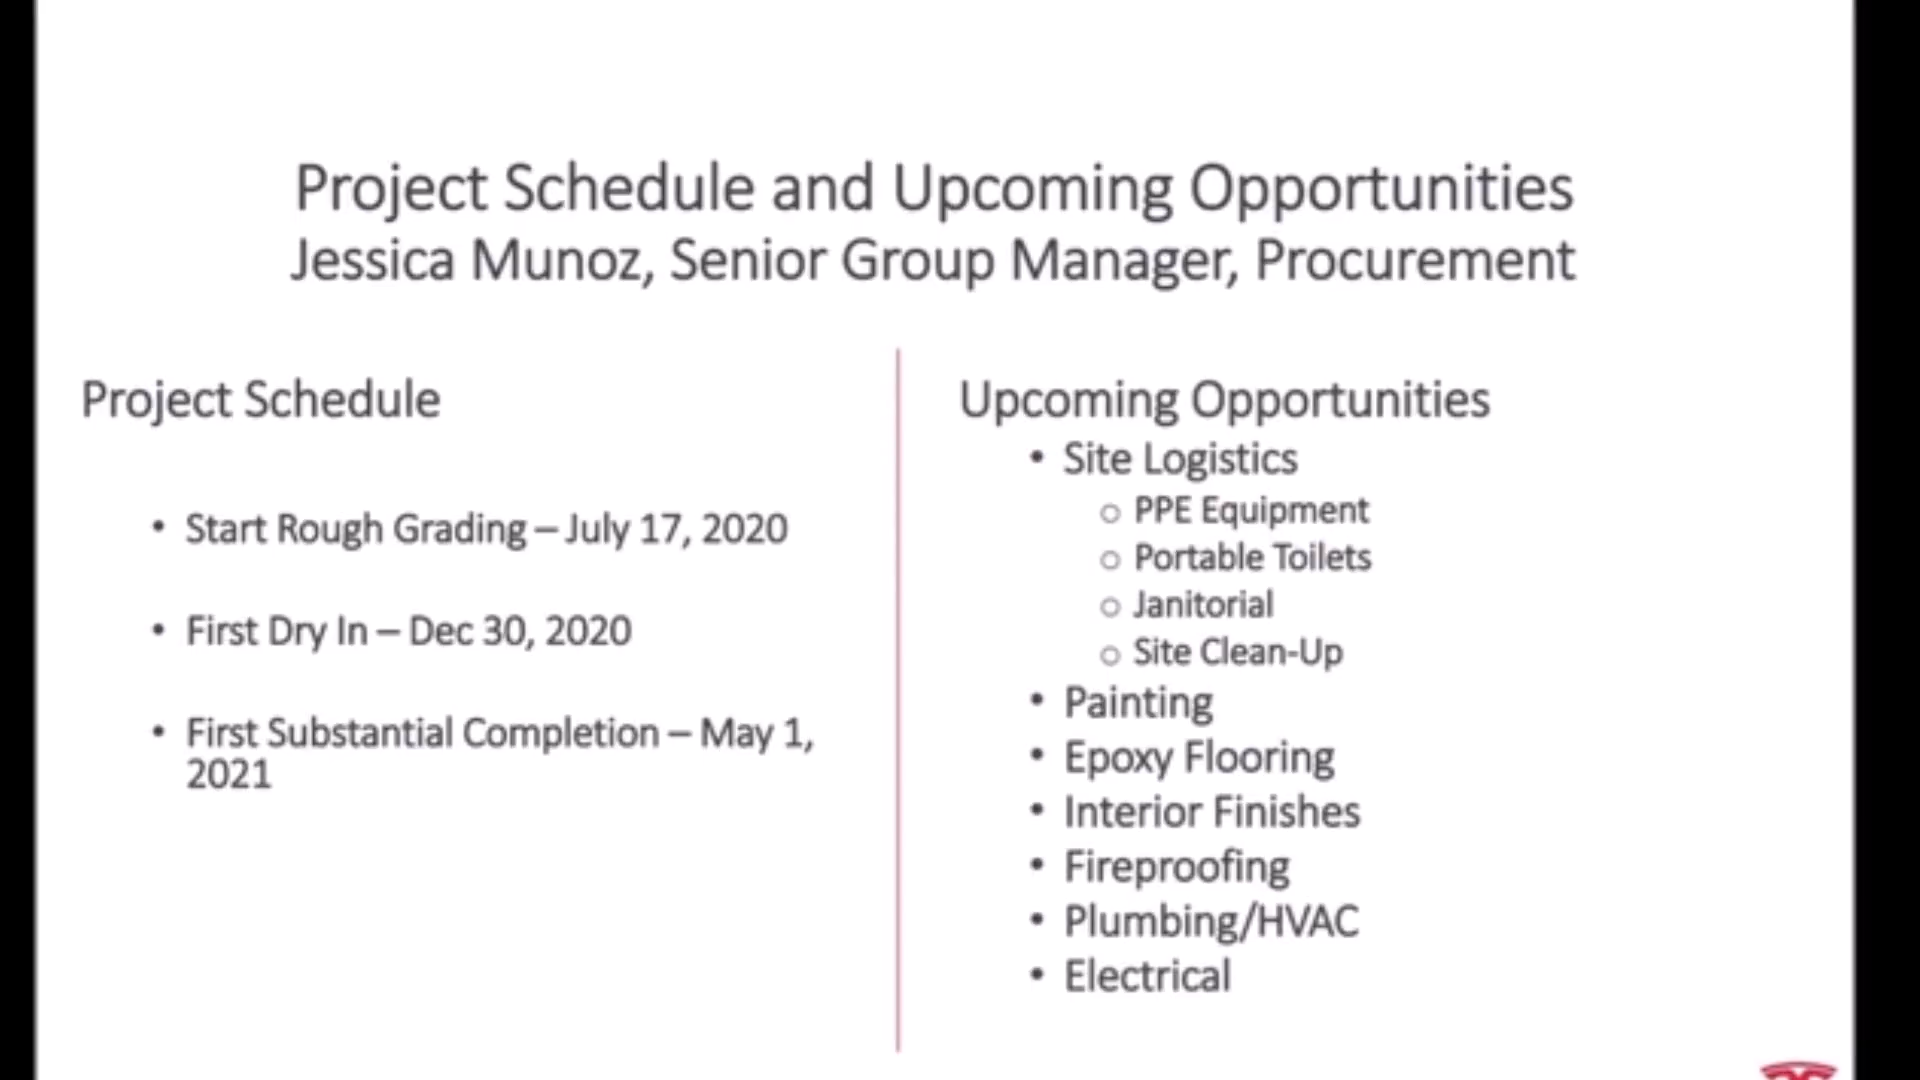 Project Schedule and Upcoming Opportunities
Jessica Munoz, Senior Group Manager, Procurement
Project Schedule
• Start Rough Grading – July 17, 2020
• First Dry In – Dec 30, 2020
• First Substantial Completion – May 1,
2021
Upcoming Opportunities
• Site Logistics
o PPE Equipment
o Portable Toilets
o Janitorial
o Site Clean-Up
• Painting
• Epoxy Flooring
• Interior Finishes
• Fireproofing
• Plumbing/HVAC
• Electrical